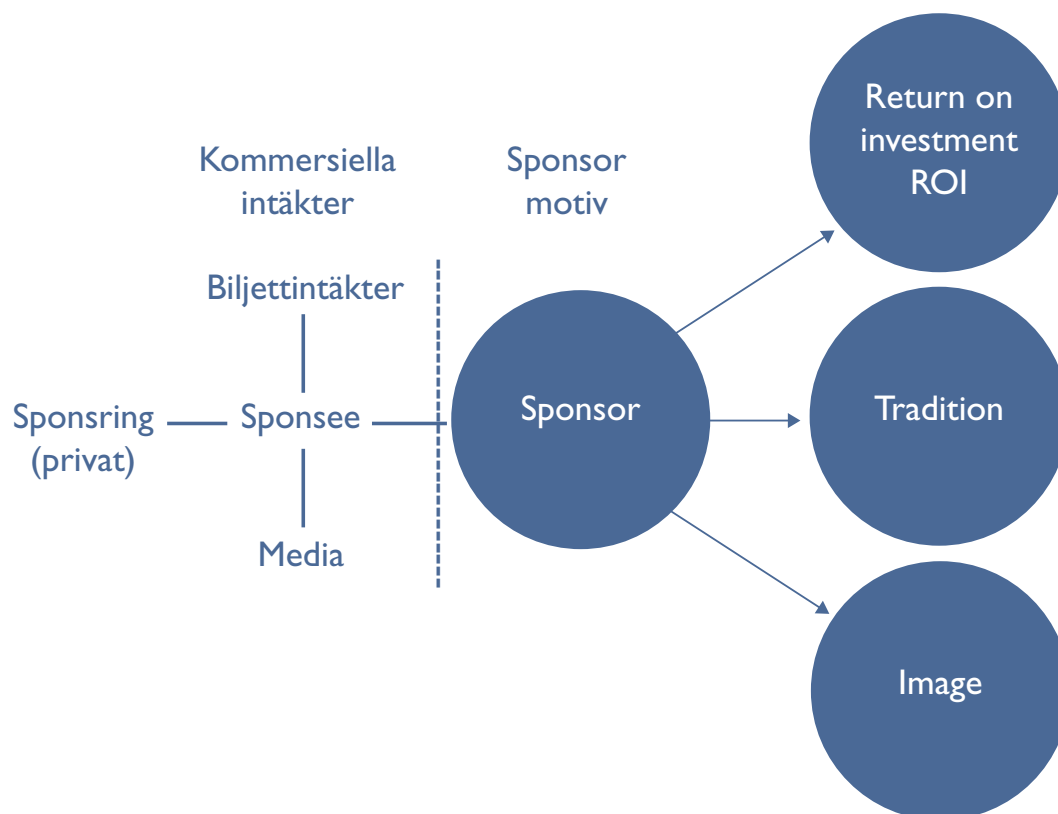 Kommersiella
intäkter
Sponsor
motiv
Return on
investment
ROI
Biljettintäkter
Sponsring
(privat)
Sponsee
Sponsor
Tradition
Media
Image